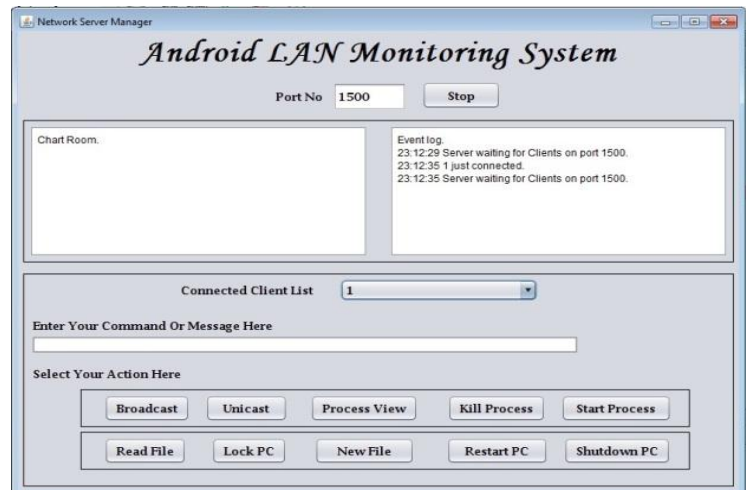 Network Server Manager
Android LAN Monitoring System
Port No 1500 Stop
Chart Room.
Event log.
23:12:29 Server waiting for Clients on port 1500.
23:12:35 1 just connected.
23:12:35 Server waiting for Clients on port 1500.
Connected Client List 1
Enter Your Command Or Message Here
Select Your Action Here
Broadcast Unicast Process View Kill Process Start Process
Read File Lock PC New File Restart PC Shutdown PC